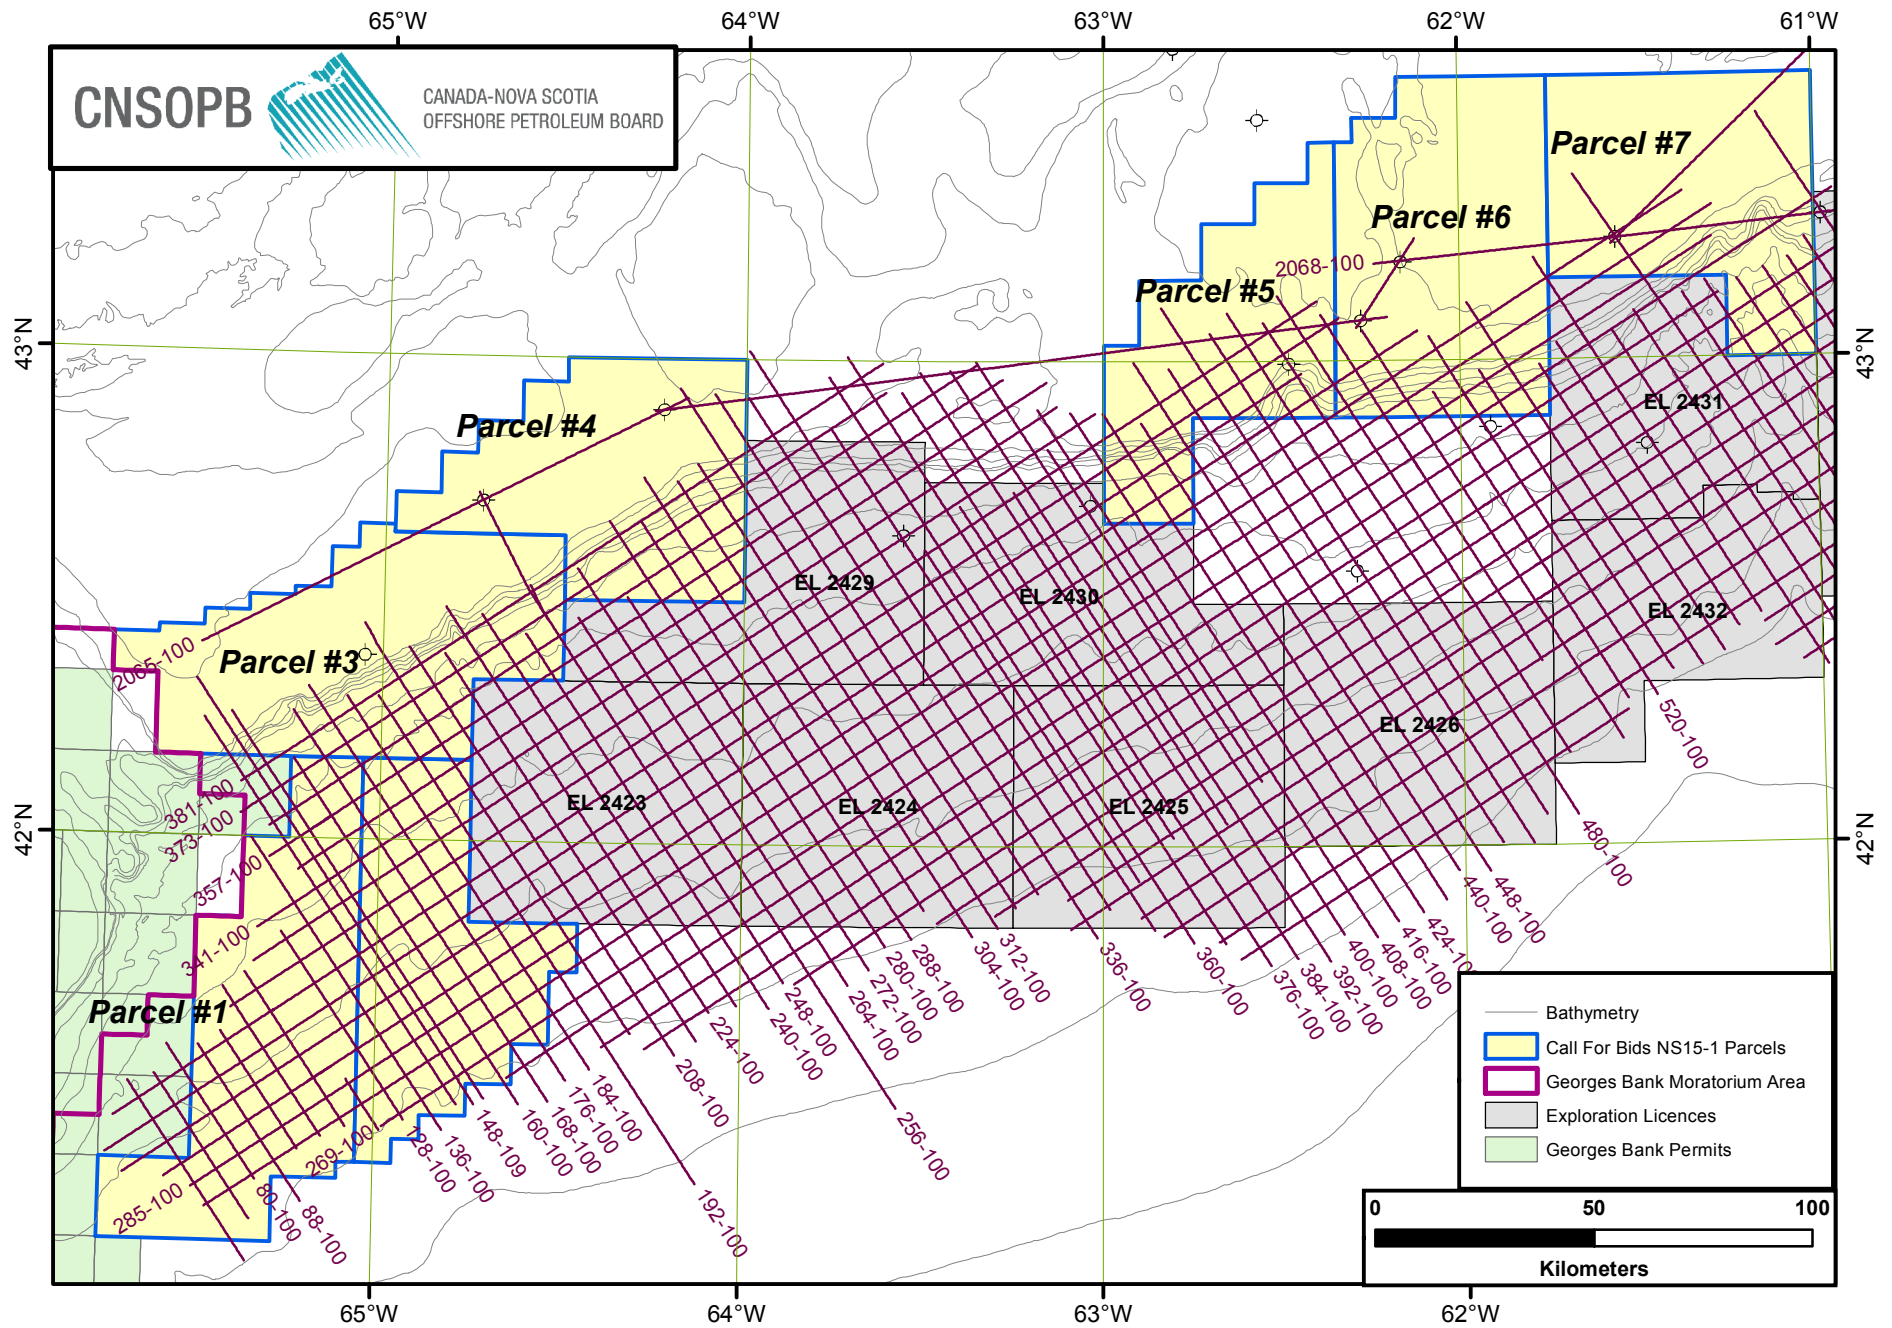 65°W
64°W
63°W
62°W
61°W
CNSOPB
CANADA-NOVA SCOTIA
OFFSHORE PETROLEUM BOARD
Parcel #7
Parcel #6
2068-100
Parcel #5
43°N
43°N
EL 2431
Parcel #4
EL 2429
EL 2430
EL 2432
2065-100
Parcel #3
520-100
EL 2426
EL 2423
EL 2424
EL 2425
381-100
373-100
42°N
42°N
480-100
357-100
448-100
440-100
424-100
416-100
408-100
400-100
392-100
384-100
376-100
360-100
336-100
312-100
304-100
288-100
280-100
272-100
264-100
248-100
240-100
224-100
208-100
256-100
341-100
Parcel #1
184-100
176-100
168-100
160-100
148-109
136-100
128-100
192-100
269-100
285-100
80-100
88-100
Bathymetry
Call For Bids NS15-1 Parcels
Georges Bank Moratorium Area
Exploration Licences
Georges Bank Permits
0 50 100
Kilometers
65°W
64°W
63°W
62°W